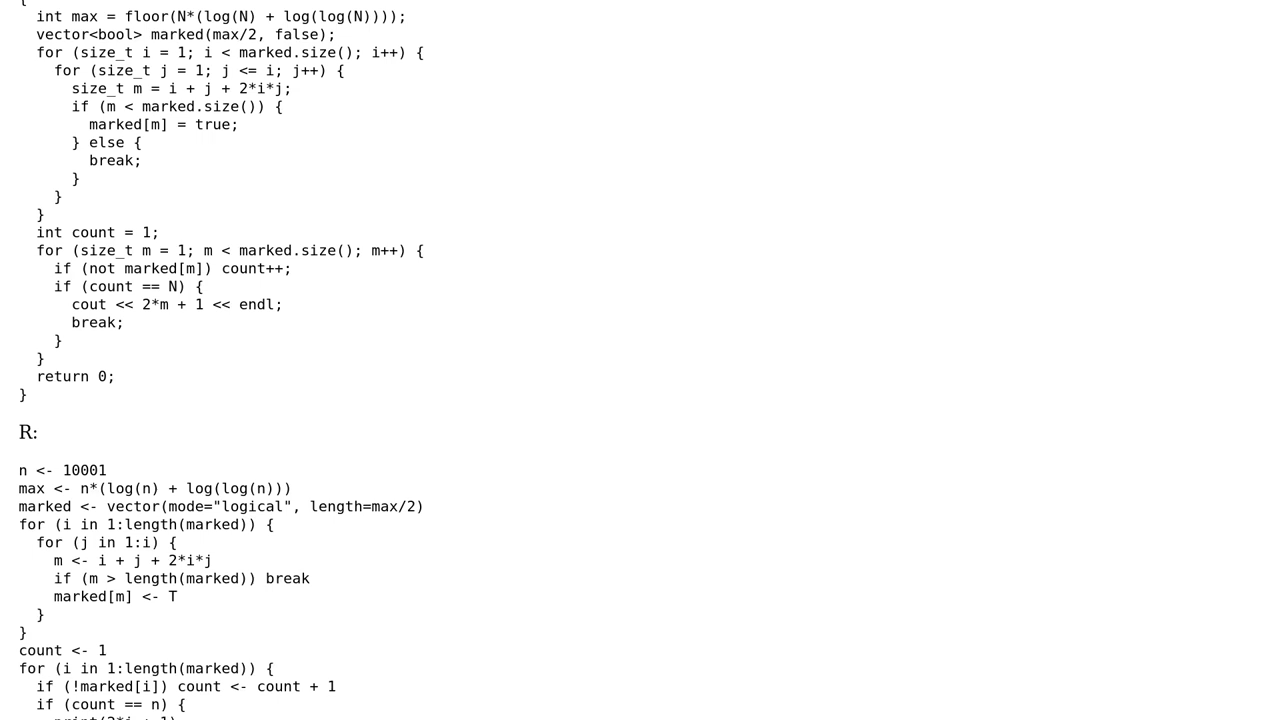 {
  int max = floor(N*(log(N) + log(log(N))));
  vector<bool> marked(max/2, false);
  for (size_t i = 1; i < marked.size(); i++) {
    for (size_t j = 1; j <= i; j++) {
      size_t m = i + j + 2*i*j;
      if (m < marked.size()) {
        marked[m] = true;
      } else {
        break;
      }
    }
  }
  int count = 1;
  for (size_t m = 1; m < marked.size(); m++) {
    if (not marked[m]) count++;
    if (count == N) {
      cout << 2*m + 1 << endl;
      break;
    }
  }
  return 0;
}
R:
n <- 10001
max <- n*(log(n) + log(log(n)))
marked <- vector(mode="logical", length=max/2)
for (i in 1:length(marked)) {
  for (j in 1:i) {
    m <- i + j + 2*i*j
    if (m > length(marked)) break
    marked[m] <- T
  }
}
count <- 1
for (i in 1:length(marked)) {
  if (!marked[i]) count <- count + 1
  if (count == n) {
    print(2*i + 1)